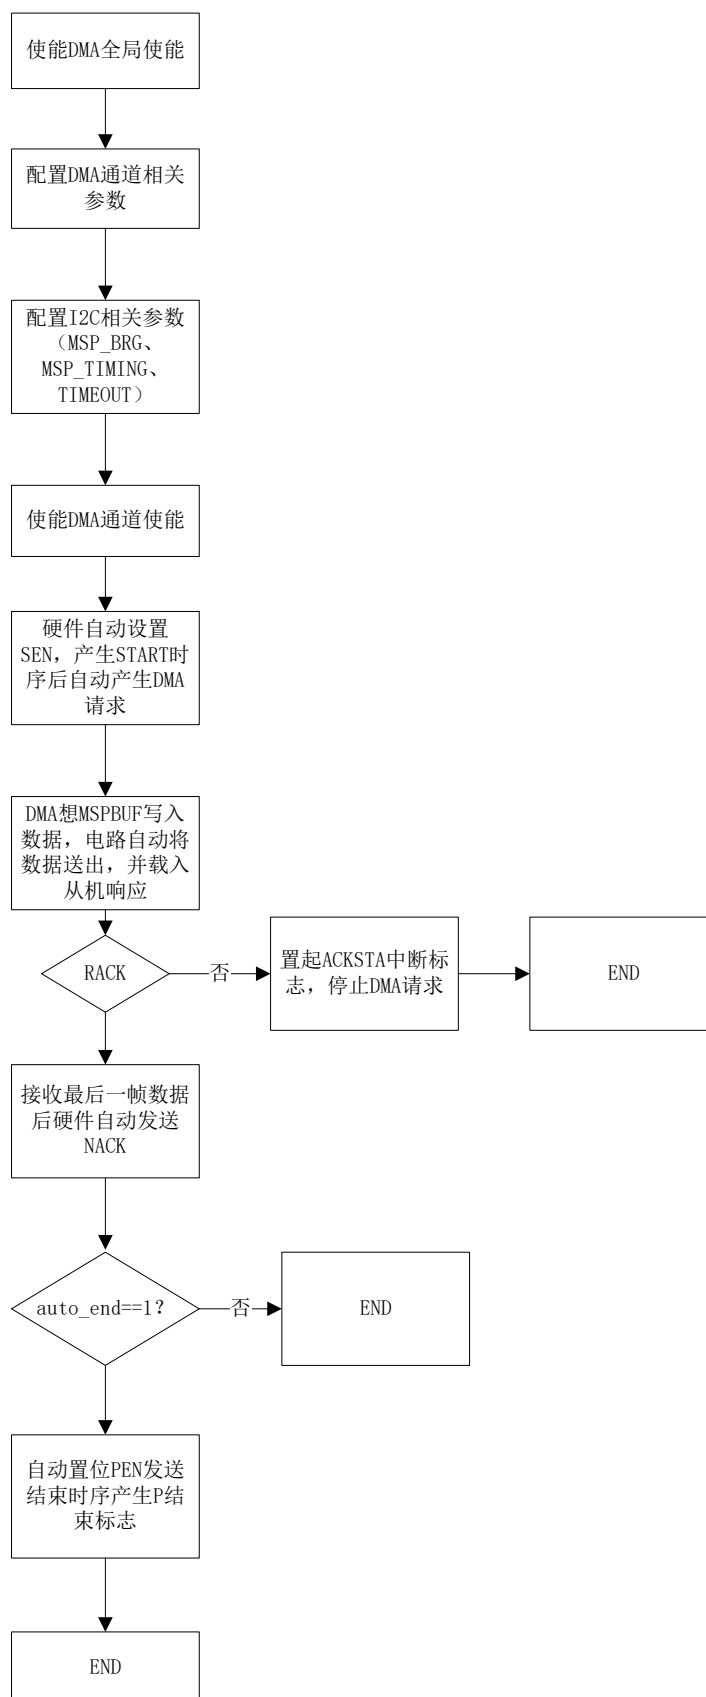 使能DMA全局使能
配置DMA通道相关
参数
配置I2C相关参数
（MSP_BRG、
MSP_TIMING、
TIMEOUT）
使能DMA通道使能
硬件自动设置
SEN，产生START时
序后自动产生DMA
请求
DMA想MSPBUF写入
数据，电路自动将
数据送出，并载入
从机响应
RACK
否
置起ACKSTA中断标
志，停止DMA请求
END
接收最后一帧数据
后硬件自动发送
NACK
auto_end==1?
否
END
自动置位PEN发送
结束时序产生P结
束标志
END